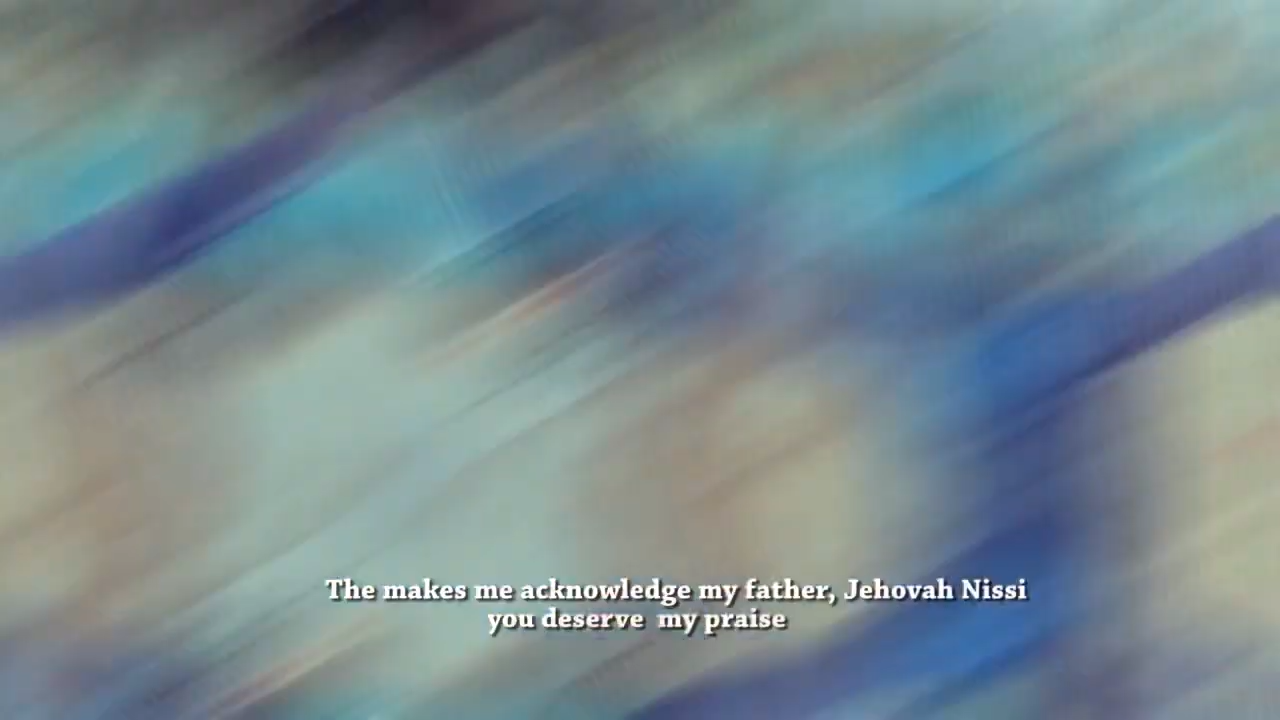 The makes me acknowledge my father, Jehovah Nissi
you deserve  my praise